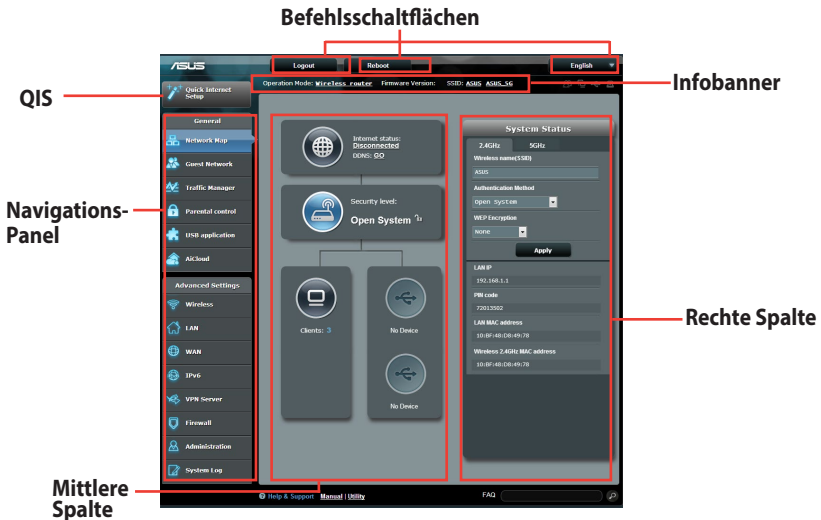 Befehlsschaltflächen
Infobanner
QIS
Navigations-
Panel
Rechte Spalte
Mittlere
Spalte
ASUS
Logout
Reboot
English
Quick Internet
Setup
Operation Mode: Wireless router Firmware Version: SSID: ASUS ASUS_5G
General
Network Map
Guest Network
Traffic Manager
Parental control
USB application
AiCloud
Advanced Settings
Wireless
LAN
WAN
IPv6
VPN Server
Firewall
Administration
System Log
Internet status:
Disconnected
DDNS: GO
Security level:
Open System
Clients: 3
No Device
No Device
System Status
2.4GHz 5GHz
Wireless name(SSID)
ASUS
Authentication Method
Open System
WEP Encryption
None
Apply
LAN IP
192.168.1.1
PIN code
72013502
LAN MAC address
10:BF:48:D8:49:78
Wireless 2.4GHz MAC address
10:BF:48:D8:49:78
Help & Support Manual | Utility
FAQ